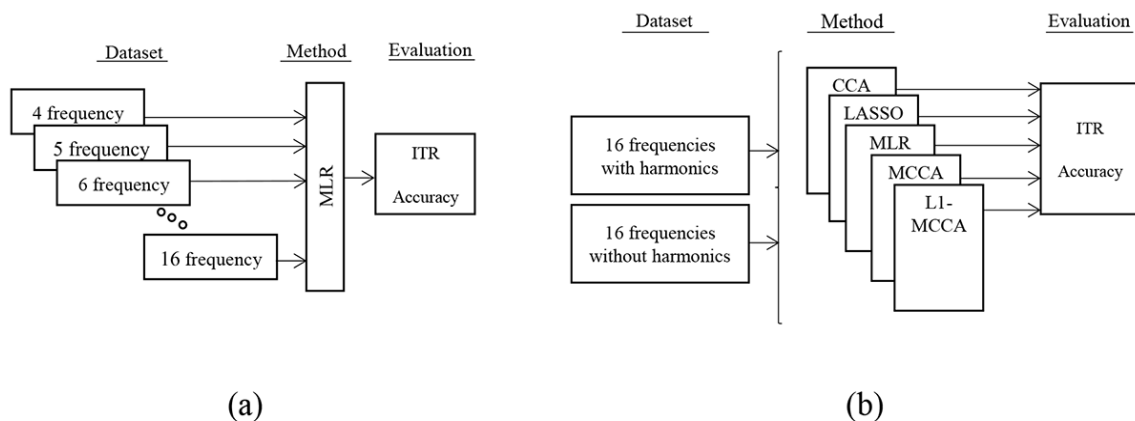 Dataset
Method
Evaluation
4 frequency
5 frequency
6 frequency
16 frequency
MLR
ITR
Accuracy
(a)
Dataset
Method
Evaluation
16 frequencies
with harmonics
16 frequencies
without harmonics
CCA
LASSO
MLR
MCCA
L1-
MCCA
ITR
Accuracy
(b)